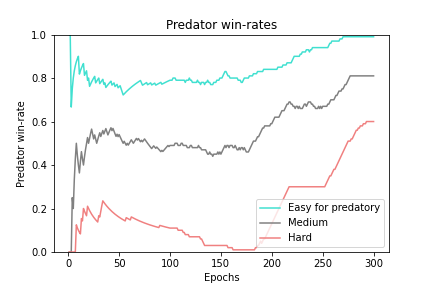 Predator win-rates
Predator win-rate
1.0
0.8
0.6
0.4
0.2
0.0
Easy for predatory
Medium
Hard
0
50
100
150
200
250
300
Epochs